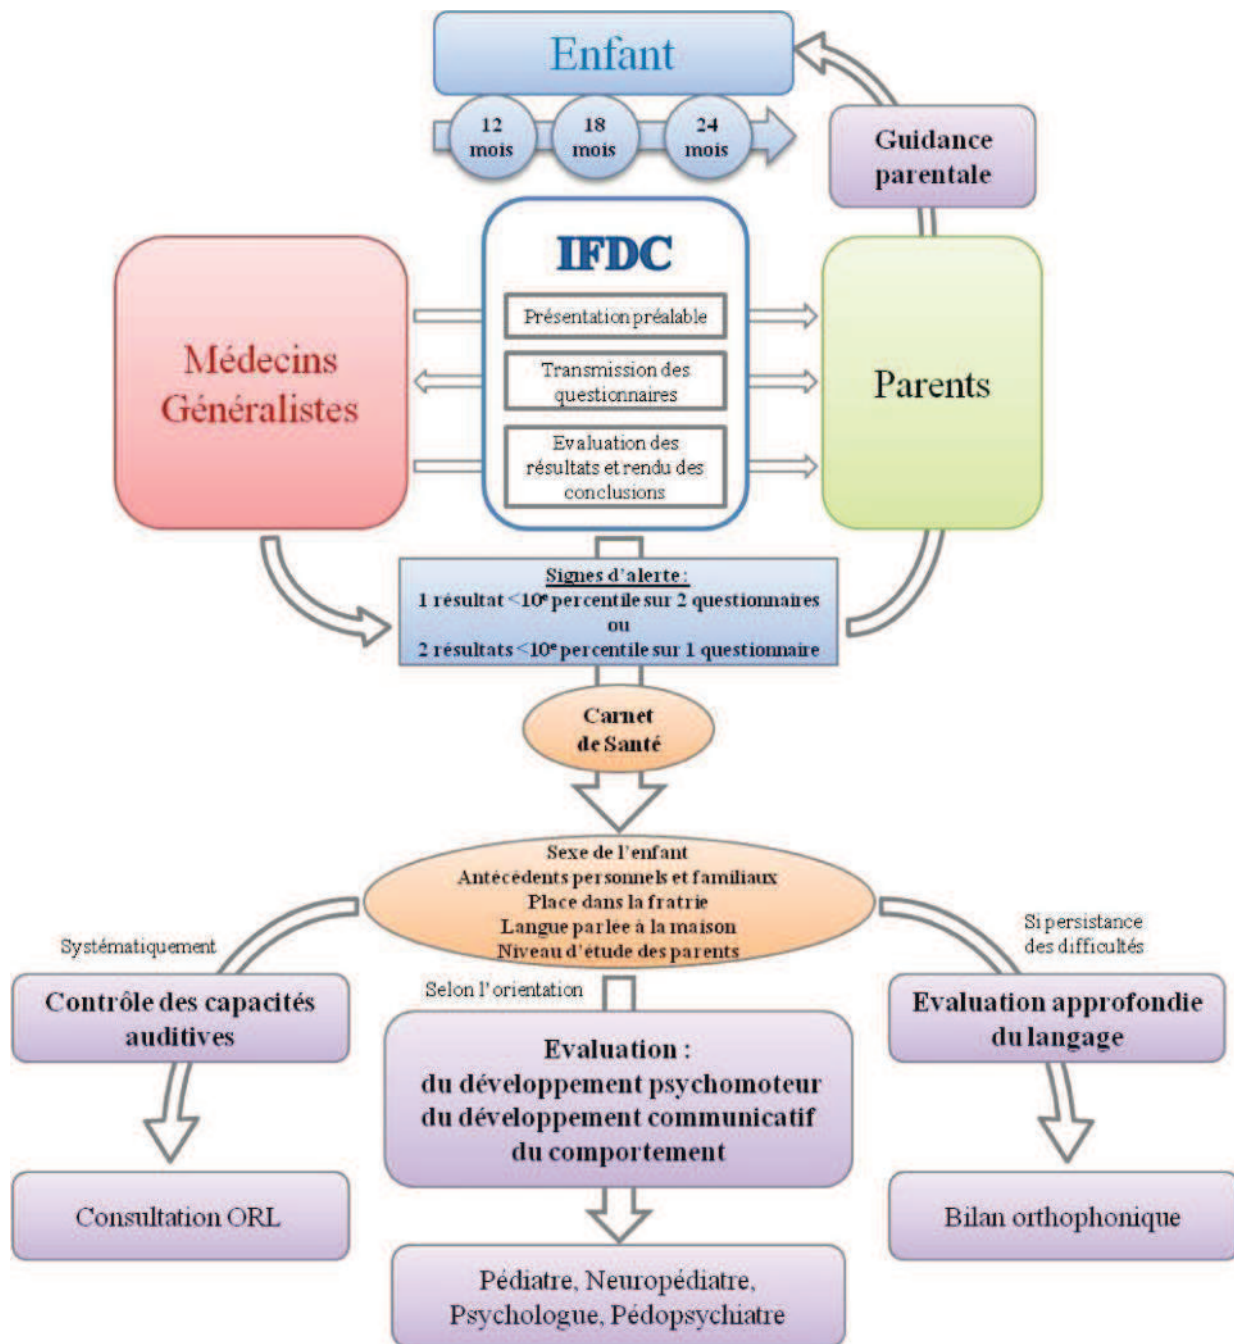 Enfant
12
mois
18
mois
24
mois
Guidance
parentale
IFDC
Présentation préalable
Transmission des
questionnaires
Evaluation des
résultats et rendu des
conclusions
Médecins
Généralistes
Parents
Signes d'alerte :
1 résultat <10e percentile sur 2 questionnaires
ou
2 résultats <10e percentile sur 1 questionnaire
Carnet
de Santé
Sexe de l'enfant
Antécédents personnels et familiaux
Place dans la fratrie
Langue parlée à la maison
Niveau d'étude des parents
Systématiquement
Contrôle des capacités
auditives
Consultation ORL
Selon l'orientation
Evaluation :
du développement psychomoteur
du développement communicatif
du comportement
Pédiatre, Neuropédiatre,
Psychologue, Pédopsychiatre
Si persistance
des difficultés
Evaluation approfondie
du langage
Bilan orthophonique